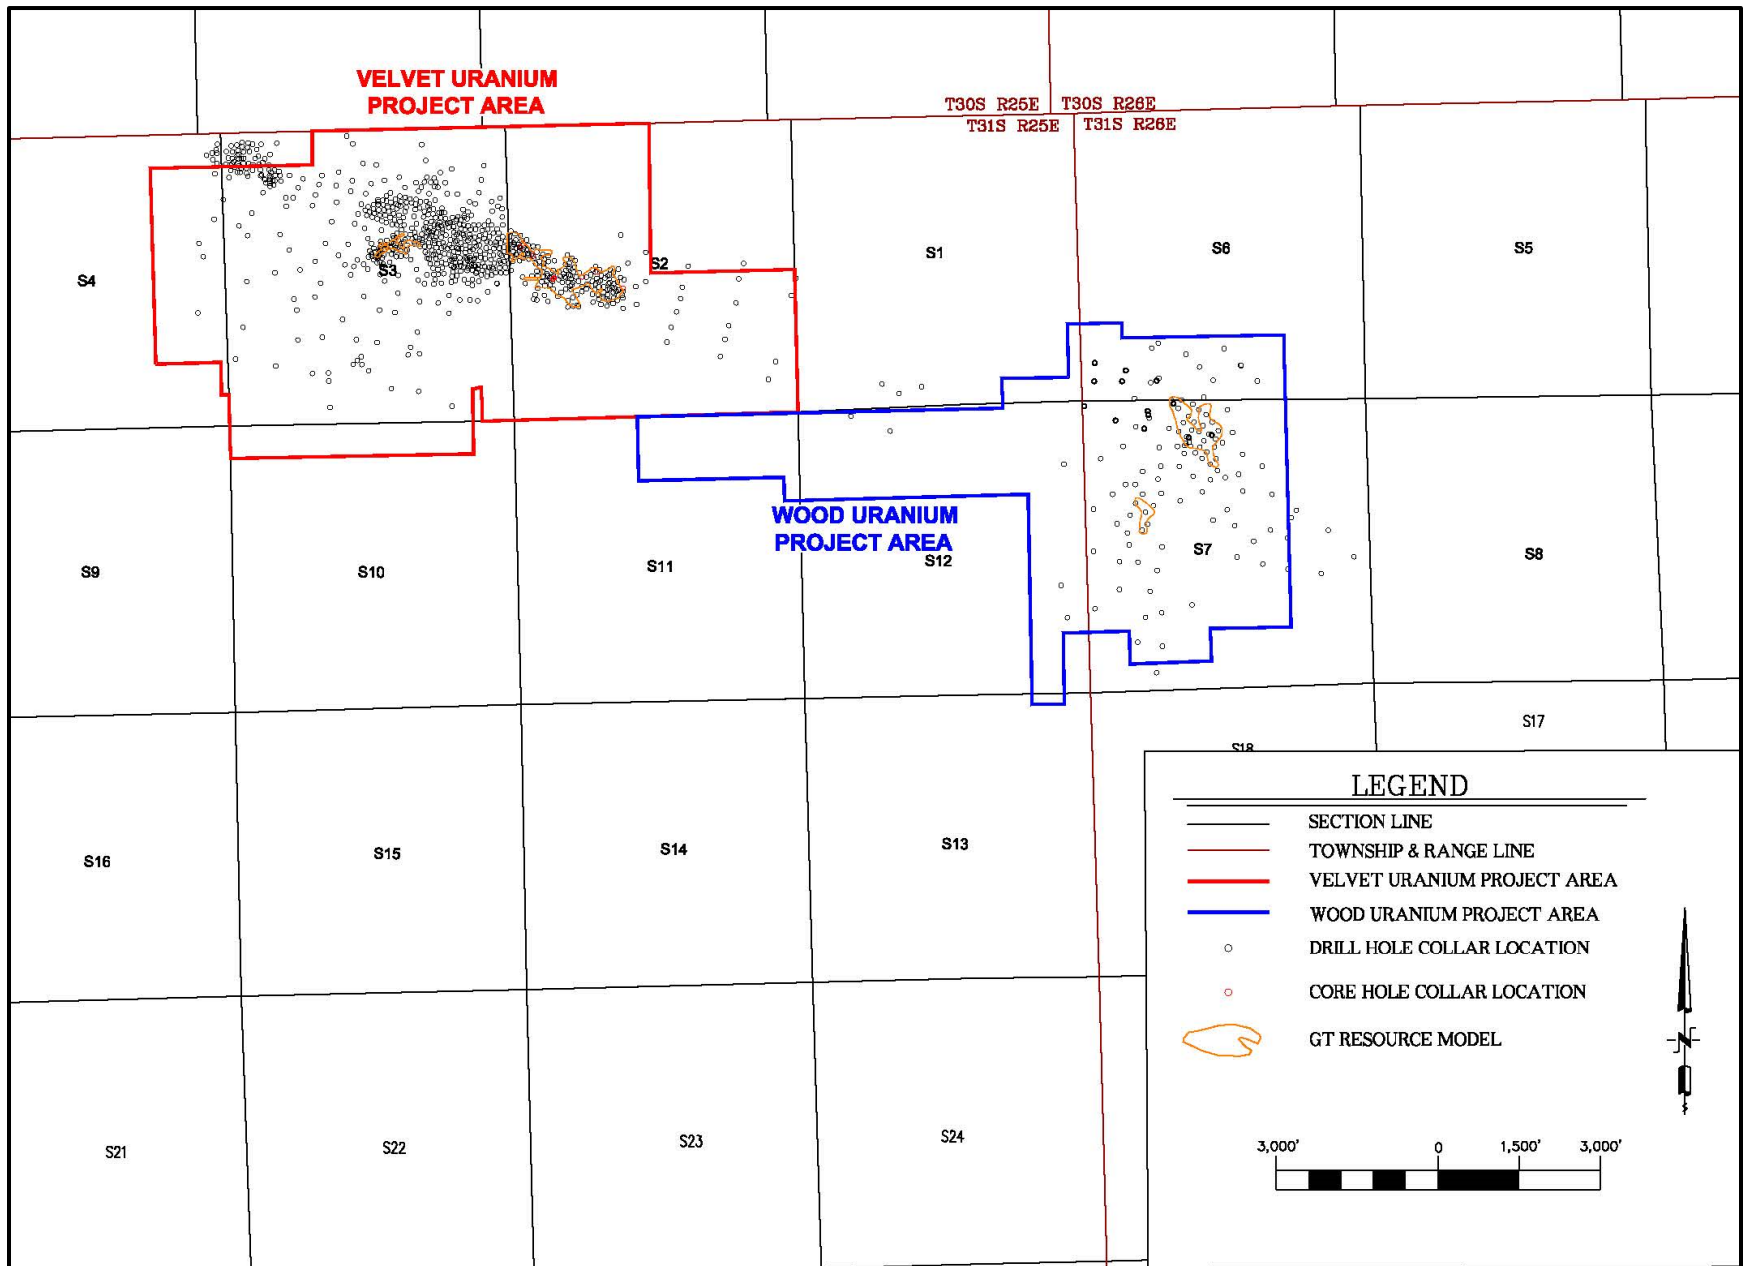 VELVET URANIUM
PROJECT AREA
T30S R25E
T30S R26E
T31S R25E
T31S R26E
S4
S3
S2
S1
S6
S5
WOOD URANIUM
PROJECT AREA
S9
S10
S11
S12
S7
S8
S16
S15
S14
S13
S18
S17
S21
S22
S23
S24
LEGEND
SECTION LINE
TOWNSHIP & RANGE LINE
VELVET URANIUM PROJECT AREA
WOOD URANIUM PROJECT AREA
DRILL HOLE COLLAR LOCATION
CORE HOLE COLLAR LOCATION
GT RESOURCE MODEL
N
3,000' 0 1,500' 3,000'